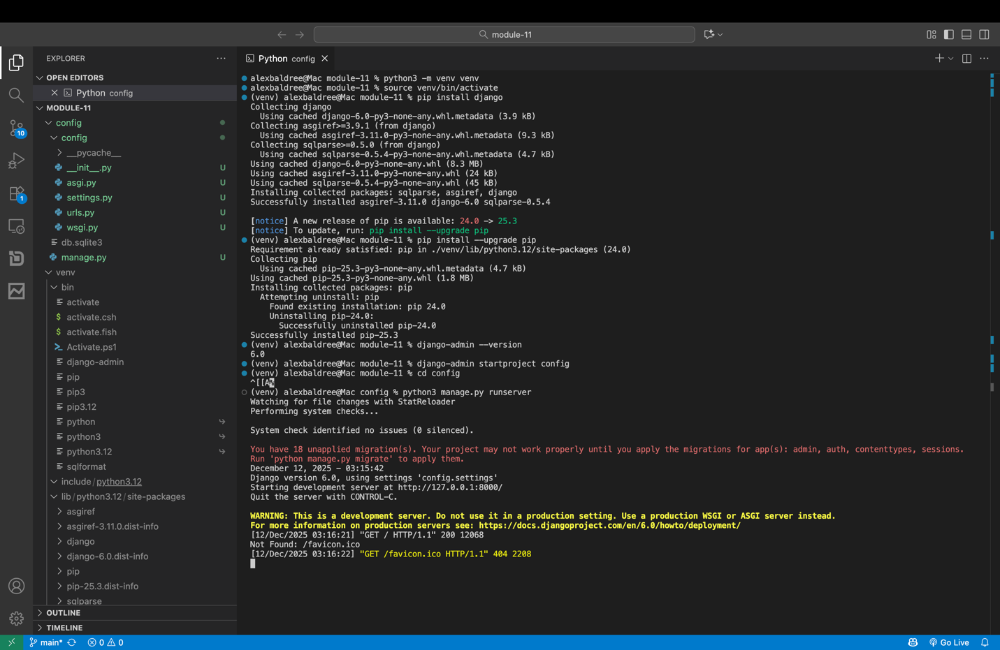 module-11
EXPLORER
OPEN EDITORS
Python config
MODULE-11
config
config
__pycache__
__init__.py U
asgi.py U
settings.py U
urls.py U
wsgi.py U
db.sqlite3
manage.py U
venv
bin
activate
$ activate.csh
$ activate.fish
Activate.ps1
django-admin
pip
pip3
pip3.12
python
python3
python3.12
sqlformat
include/python3.12
lib/python3.12/site-packages
asgiref
asgiref-3.11.0.dist-info
django
django-6.0.dist-info
pip
pip-25.3.dist-info
sqlparse
OUTLINE
TIMELINE
10
1
Python config
alexbaldree@Mac module-11 % python3 -m venv venv
alexbaldree@Mac module-11 % source venv/bin/activate
(venv) alexbaldree@Mac module-11 % pip install django
Collecting django
Using cached django-6.0-py3-none-any.whl.metadata (3.9 kB)
Collecting asgiref>=3.9.1 (from django)
Using cached asgiref-3.11.0-py3-none-any.whl.metadata (9.3 kB)
Collecting sqlparse>=0.5.0 (from django)
Using cached sqlparse-0.5.4-py3-none-any.whl.metadata (4.7 kB)
Using cached django-6.0-py3-none-any.whl (8.3 MB)
Using cached asgiref-3.11.0-py3-none-any.whl (24 kB)
Using cached sqlparse-0.5.4-py3-none-any.whl (45 kB)
Installing collected packages: sqlparse, asgiref, django
Successfully installed asgiref-3.11.0 django-6.0 sqlparse-0.5.4
[notice] A new release of pip is available: 24.0 -> 25.3
[notice] To update, run: pip install --upgrade pip
(venv) alexbaldree@Mac module-11 % pip install --upgrade pip
Requirement already satisfied: pip in ./venv/lib/python3.12/site-packages (24.0)
Collecting pip
Using cached pip-25.3-py3-none-any.whl.metadata (4.7 kB)
Using cached pip-25.3-py3-none-any.whl (1.8 MB)
Installing collected packages: pip
Attempting uninstall: pip
Found existing installation: pip 24.0
Uninstalling pip-24.0:
Successfully uninstalled pip-24.0
Successfully installed pip-25.3
(venv) alexbaldree@Mac module-11 % django-admin --version
6.0
(venv) alexbaldree@Mac module-11 % django-admin startproject config
(venv) alexbaldree@Mac module-11 % cd config
^[[A%
(venv) alexbaldree@Mac config % python3 manage.py runserver
Watching for file changes with StatReloader
Performing system checks...
System check identified no issues (0 silenced).
You have 18 unapplied migration(s). Your project may not work properly until you apply the migrations for app(s): admin, auth, contenttypes, sessions.
Run 'python manage.py migrate' to apply them.
December 12, 2025 - 03:15:42
Django version 6.0, using settings 'config.settings'
Starting development server at http://127.0.0.1:8000/
Quit the server with CONTROL-C.
WARNING: This is a development server. Do not use it in a production setting. Use a production WSGI or ASGI server instead.
For more information on production servers see: https://docs.djangoproject.com/en/6.0/howto/deployment/
[12/Dec/2025 03:16:21] "GET / HTTP/1.1" 200 12068
Not Found: /favicon.ico
[12/Dec/2025 03:16:22] "GET /favicon.ico HTTP/1.1" 404 2208
main* 0 0
Go Live